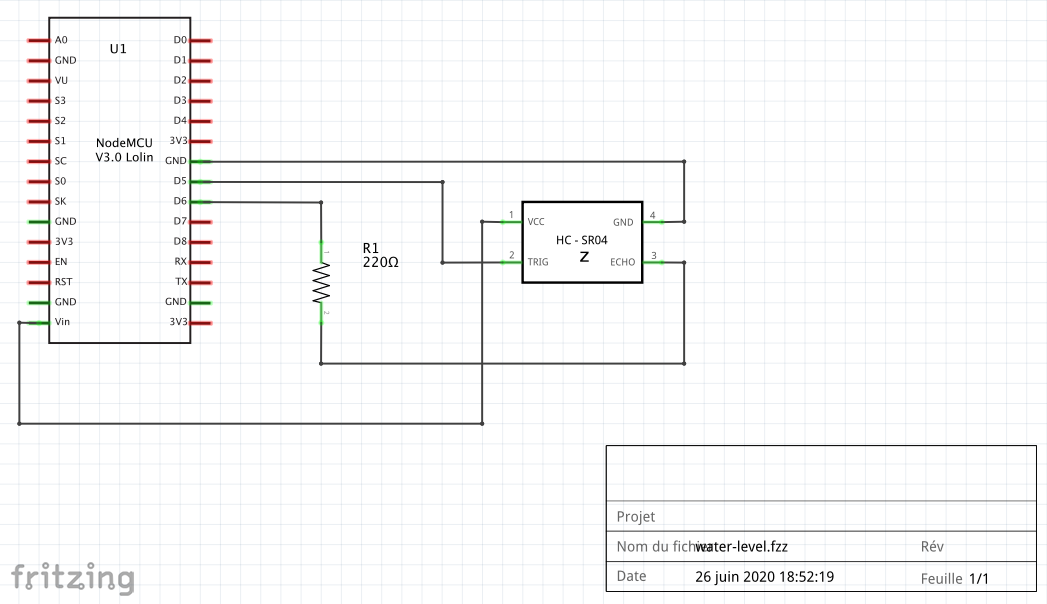 U1
NodeMCU
V3.0 Lolin
A0
GND
VU
S3
S2
S1
SC
S0
SK
GND
3V3
EN
RST
GND
Vin
D0
D1
D2
D3
D4
3V3
GND
D5
D6
D7
D8
RX
TX
GND
3V3
R1
220Ω
1
2
1 VCC GND 4
HC - SR04
Z
2 TRIG ECHO 3
Projet
Nom du fichier water-level.fzz Rév
Date 26 juin 2020 18:52:19 Feuille 1/1
fritzing